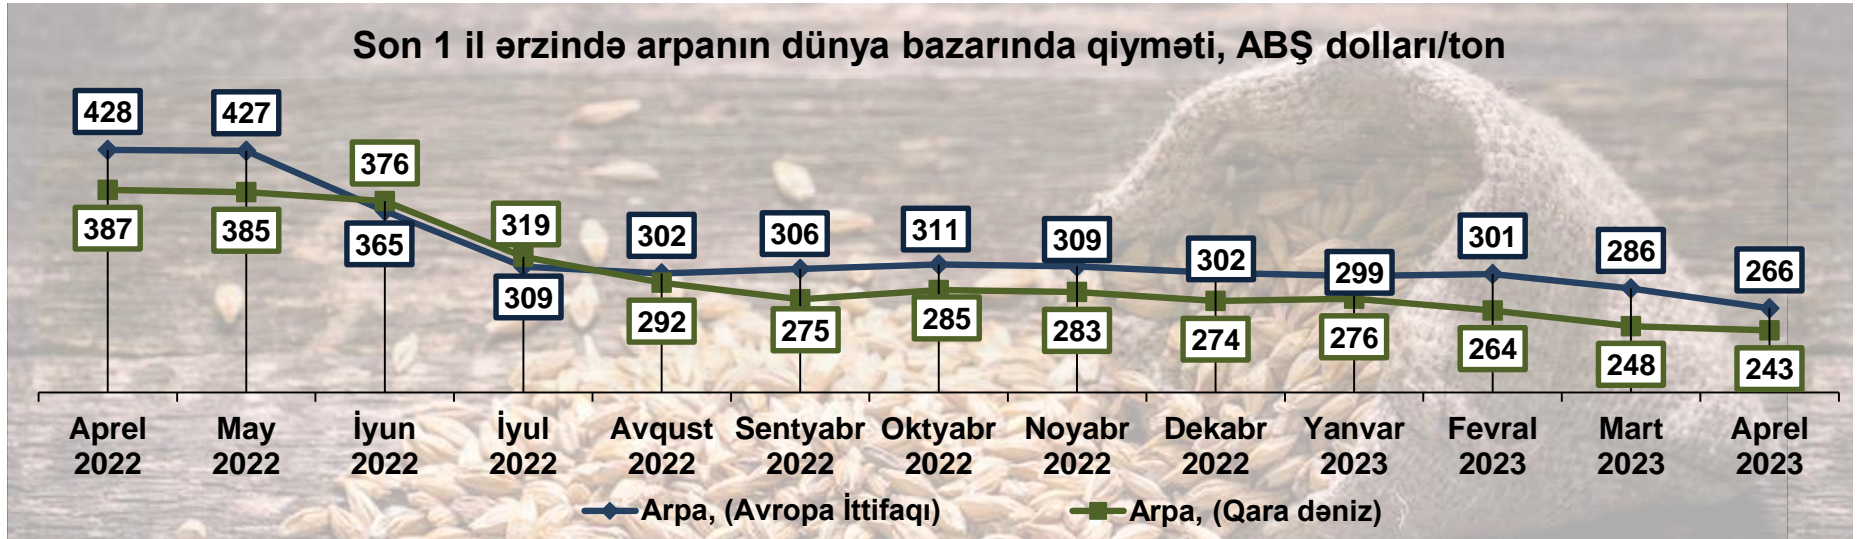 Son 1 il ərzində arpanın dünya bazarında qiyməti, ABŞ dolları/ton
428 427 376 365 319 309 302 306 311 309 302 299 301 286 266
387 385 292 275 285 283 274 276 264 248 243
Aprel May İyun İyul Avqust Sentyabr Oktyabr Noyabr Dekabr Yanvar Fevral Mart Aprel
2022 2022 2022 2022 2022 2022 2022 2022 2022 2023 2023 2023 2023
Arpa, (Avropa İttifaqı) Arpa, (Qara dəniz)